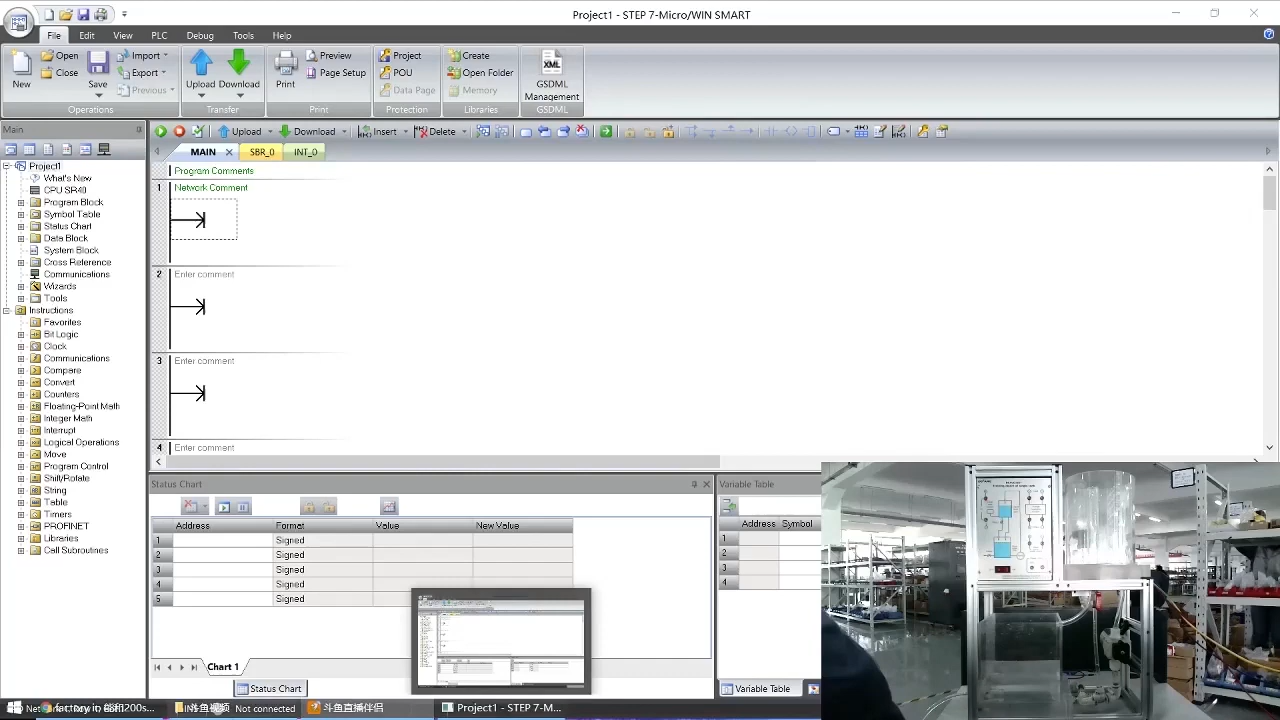 Project1 - STEP 7-Micro/WIN SMART
File Edit View PLC Debug Tools Help
New Open Close Save Import Export Previous
Upload Download
Print Preview Page Setup
Project POU Data Page
Create Open Folder Memory
XML GSDML Management
Operations Transfer Print Protection Libraries GSDML
Main
Upload Download Insert Delete
MAIN SBR_0 INT_0
Project1
What's New
CPU SR40
Program Block
Symbol Table
Status Chart
Data Block
System Block
Cross Reference
Communications
Wizards
Tools
Instructions
Favorites
Bit Logic
Clock
Communications
Compare
Convert
Counters
Floating-Point Math
Integer Math
Interrupt
Logical Operations
Move
Program Control
Shift/Rotate
String
Table
Timers
PROFINET
Libraries
Call Subroutines
Program Comments
1 Network Comment
2 Enter comment
3 Enter comment
4 Enter comment
Status Chart
Address Format Value New Value
1 Signed
2 Signed
3 Signed
4 Signed
5 Signed
Chart 1
Status Chart
Variable Table
Address Symbol
1
2
3
4
Variable Table
factory in 485l1200s...
斗鱼视频
Not connected
斗鱼直播伴侣
Project1 - STEP 7-M...